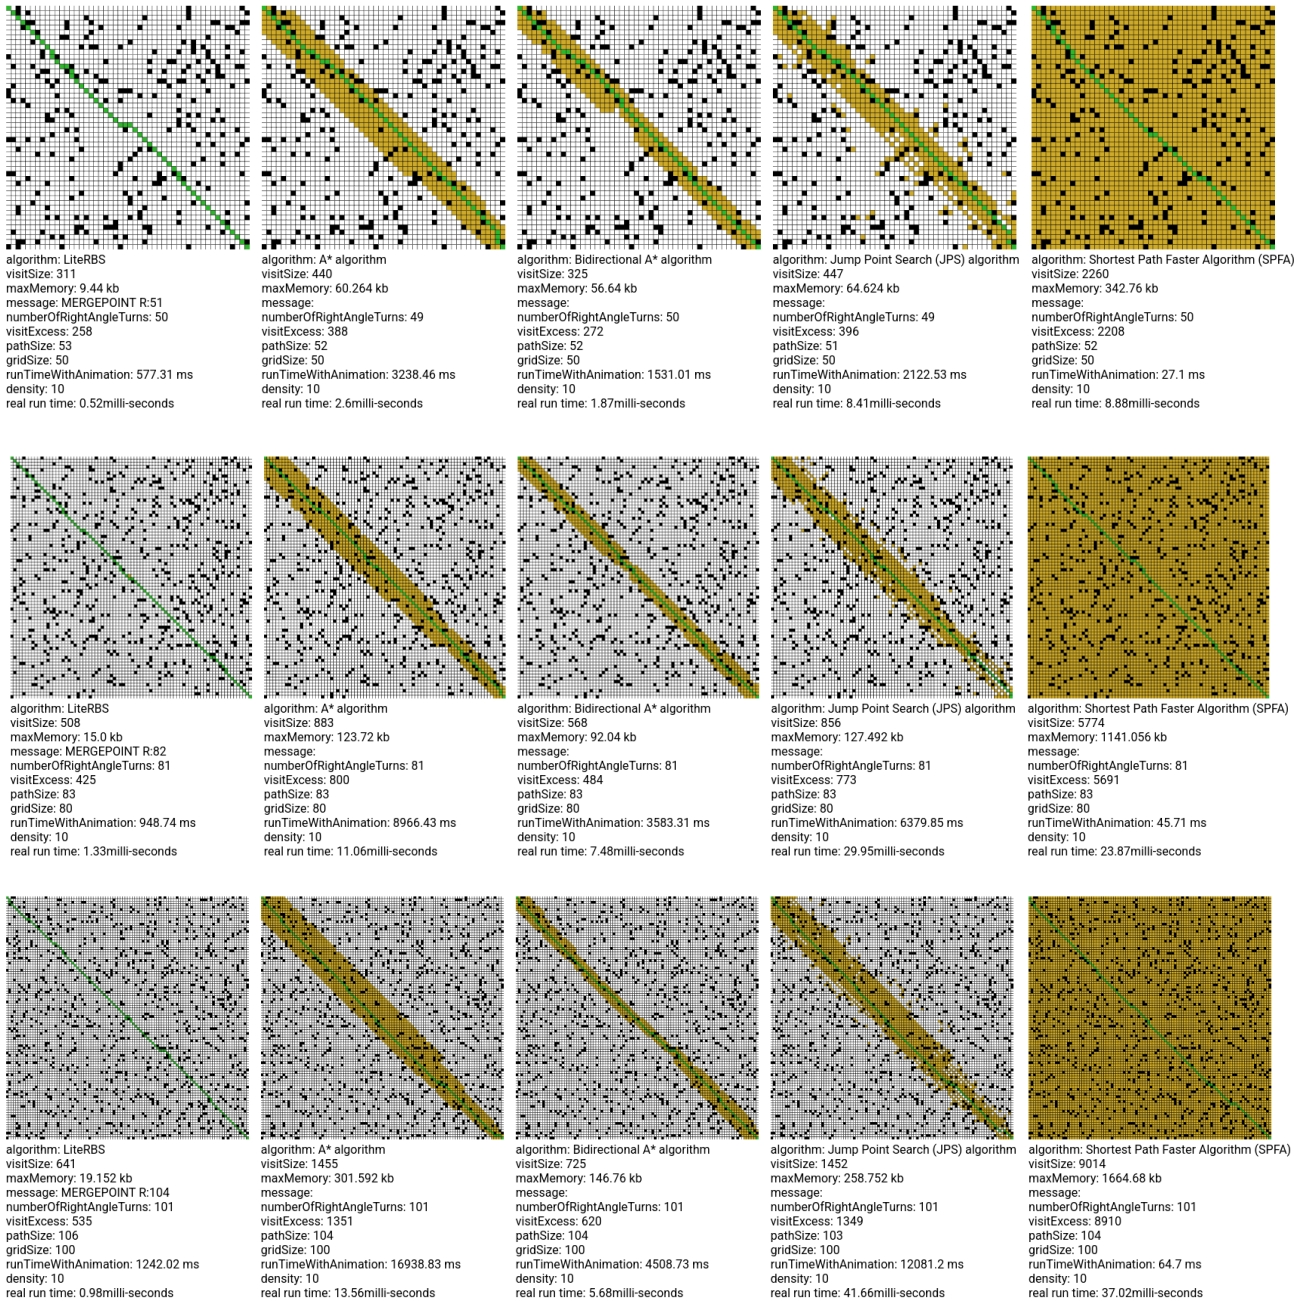 algorithm: LiteRBS
visitSize: 311
maxMemory: 9.44 kb
message: MERGEPOINT R:51
numberOfRightAngleTurns: 50
visitExcess: 258
pathSize: 53
gridSize: 50
runTimeWithAnimation: 577.31 ms
density: 10
real run time: 0.52milli-seconds
algorithm: A* algorithm
visitSize: 440
maxMemory: 60.264 kb
message:
numberOfRightAngleTurns: 49
visitExcess: 388
pathSize: 52
gridSize: 50
runTimeWithAnimation: 3238.46 ms
density: 10
real run time: 2.6milli-seconds
algorithm: Bidirectional A* algorithm
visitSize: 325
maxMemory: 56.64 kb
message:
numberOfRightAngleTurns: 50
visitExcess: 272
pathSize: 52
gridSize: 50
runTimeWithAnimation: 1531.01 ms
density: 10
real run time: 1.87milli-seconds
algorithm: Jump Point Search (JPS) algorithm
visitSize: 447
maxMemory: 64.624 kb
message:
numberOfRightAngleTurns: 49
visitExcess: 396
pathSize: 51
gridSize: 50
runTimeWithAnimation: 2122.53 ms
density: 10
real run time: 8.41milli-seconds
algorithm: Shortest Path Faster Algorithm (SPFA)
visitSize: 2260
maxMemory: 342.76 kb
message:
numberOfRightAngleTurns: 50
visitExcess: 2208
pathSize: 52
gridSize: 50
runTimeWithAnimation: 27.1 ms
density: 10
real run time: 8.88milli-seconds
algorithm: LiteRBS
visitSize: 508
maxMemory: 15.0 kb
message: MERGEPOINT R:82
numberOfRightAngleTurns: 81
visitExcess: 425
pathSize: 83
gridSize: 80
runTimeWithAnimation: 948.74 ms
density: 10
real run time: 1.33milli-seconds
algorithm: A* algorithm
visitSize: 883
maxMemory: 123.72 kb
message:
numberOfRightAngleTurns: 81
visitExcess: 800
pathSize: 83
gridSize: 80
runTimeWithAnimation: 8966.43 ms
density: 10
real run time: 11.06milli-seconds
algorithm: Bidirectional A* algorithm
visitSize: 568
maxMemory: 92.04 kb
message:
numberOfRightAngleTurns: 81
visitExcess: 484
pathSize: 83
gridSize: 80
runTimeWithAnimation: 3583.31 ms
density: 10
real run time: 7.48milli-seconds
algorithm: Jump Point Search (JPS) algorithm
visitSize: 856
maxMemory: 127.492 kb
message:
numberOfRightAngleTurns: 81
visitExcess: 773
pathSize: 83
gridSize: 80
runTimeWithAnimation: 6379.85 ms
density: 10
real run time: 29.95milli-seconds
algorithm: Shortest Path Faster Algorithm (SPFA)
visitSize: 5774
maxMemory: 1141.056 kb
message:
numberOfRightAngleTurns: 81
visitExcess: 5691
pathSize: 83
gridSize: 80
runTimeWithAnimation: 45.71 ms
density: 10
real run time: 23.87milli-seconds
algorithm: LiteRBS
visitSize: 641
maxMemory: 19.152 kb
message: MERGEPOINT R:104
numberOfRightAngleTurns: 101
visitExcess: 535
pathSize: 106
gridSize: 100
runTimeWithAnimation: 1242.02 ms
density: 10
real run time: 0.98milli-seconds
algorithm: A* algorithm
visitSize: 1455
maxMemory: 301.592 kb
message:
numberOfRightAngleTurns: 101
visitExcess: 1351
pathSize: 104
gridSize: 100
runTimeWithAnimation: 16938.83 ms
density: 10
real run time: 13.56milli-seconds
algorithm: Bidirectional A* algorithm
visitSize: 725
maxMemory: 146.76 kb
message:
numberOfRightAngleTurns: 101
visitExcess: 620
pathSize: 104
gridSize: 100
runTimeWithAnimation: 4508.73 ms
density: 10
real run time: 5.68milli-seconds
algorithm: Jump Point Search (JPS) algorithm
visitSize: 1452
maxMemory: 258.752 kb
message:
numberOfRightAngleTurns: 101
visitExcess: 1349
pathSize: 103
gridSize: 100
runTimeWithAnimation: 12081.2 ms
density: 10
real run time: 41.66milli-seconds
algorithm: Shortest Path Faster Algorithm (SPFA)
visitSize: 9014
maxMemory: 1664.68 kb
message:
numberOfRightAngleTurns: 101
visitExcess: 8910
pathSize: 104
gridSize: 100
runTimeWithAnimation: 64.7 ms
density: 10
real run time: 37.02milli-seconds